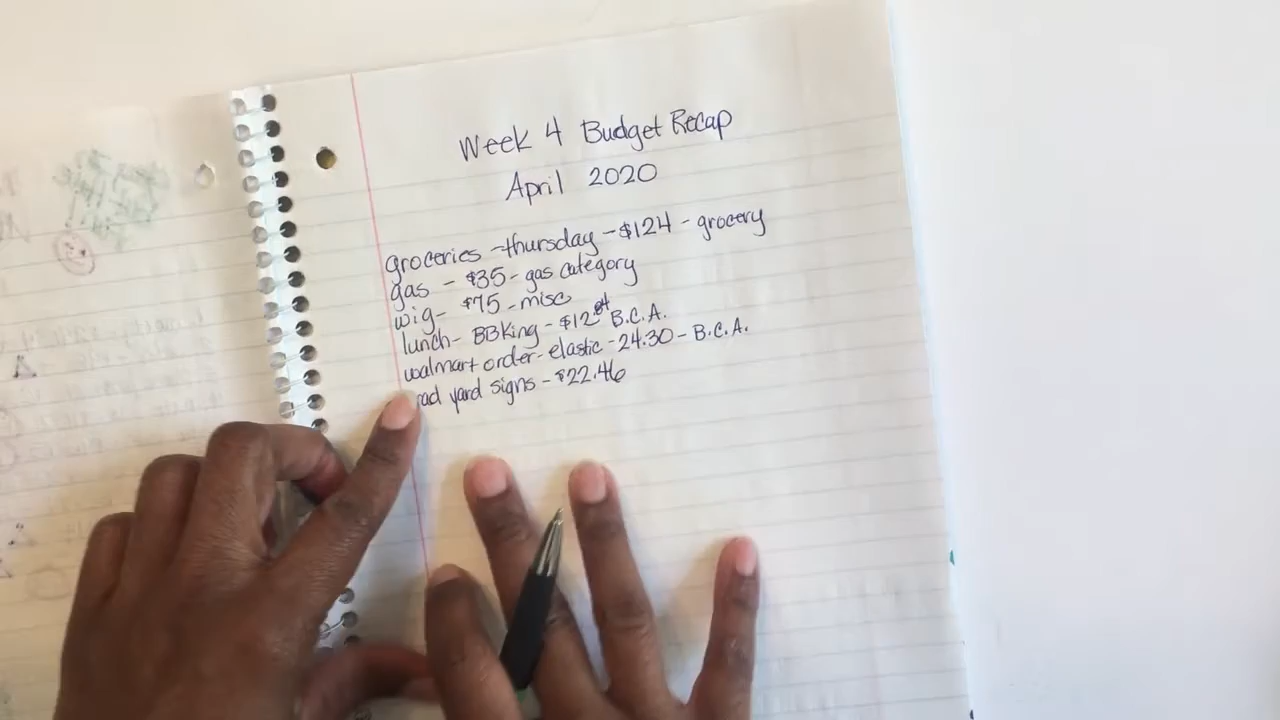 Week 4 Budget Recap
April 2020
groceries - thursday - $124 - grocery
gas - $35 - gas category
wig - $75 - misc
lunch - BBKing - $12 B.C.A.
walmart order - elastic - 24.30 - B.C.A.
yard signs - $22.46